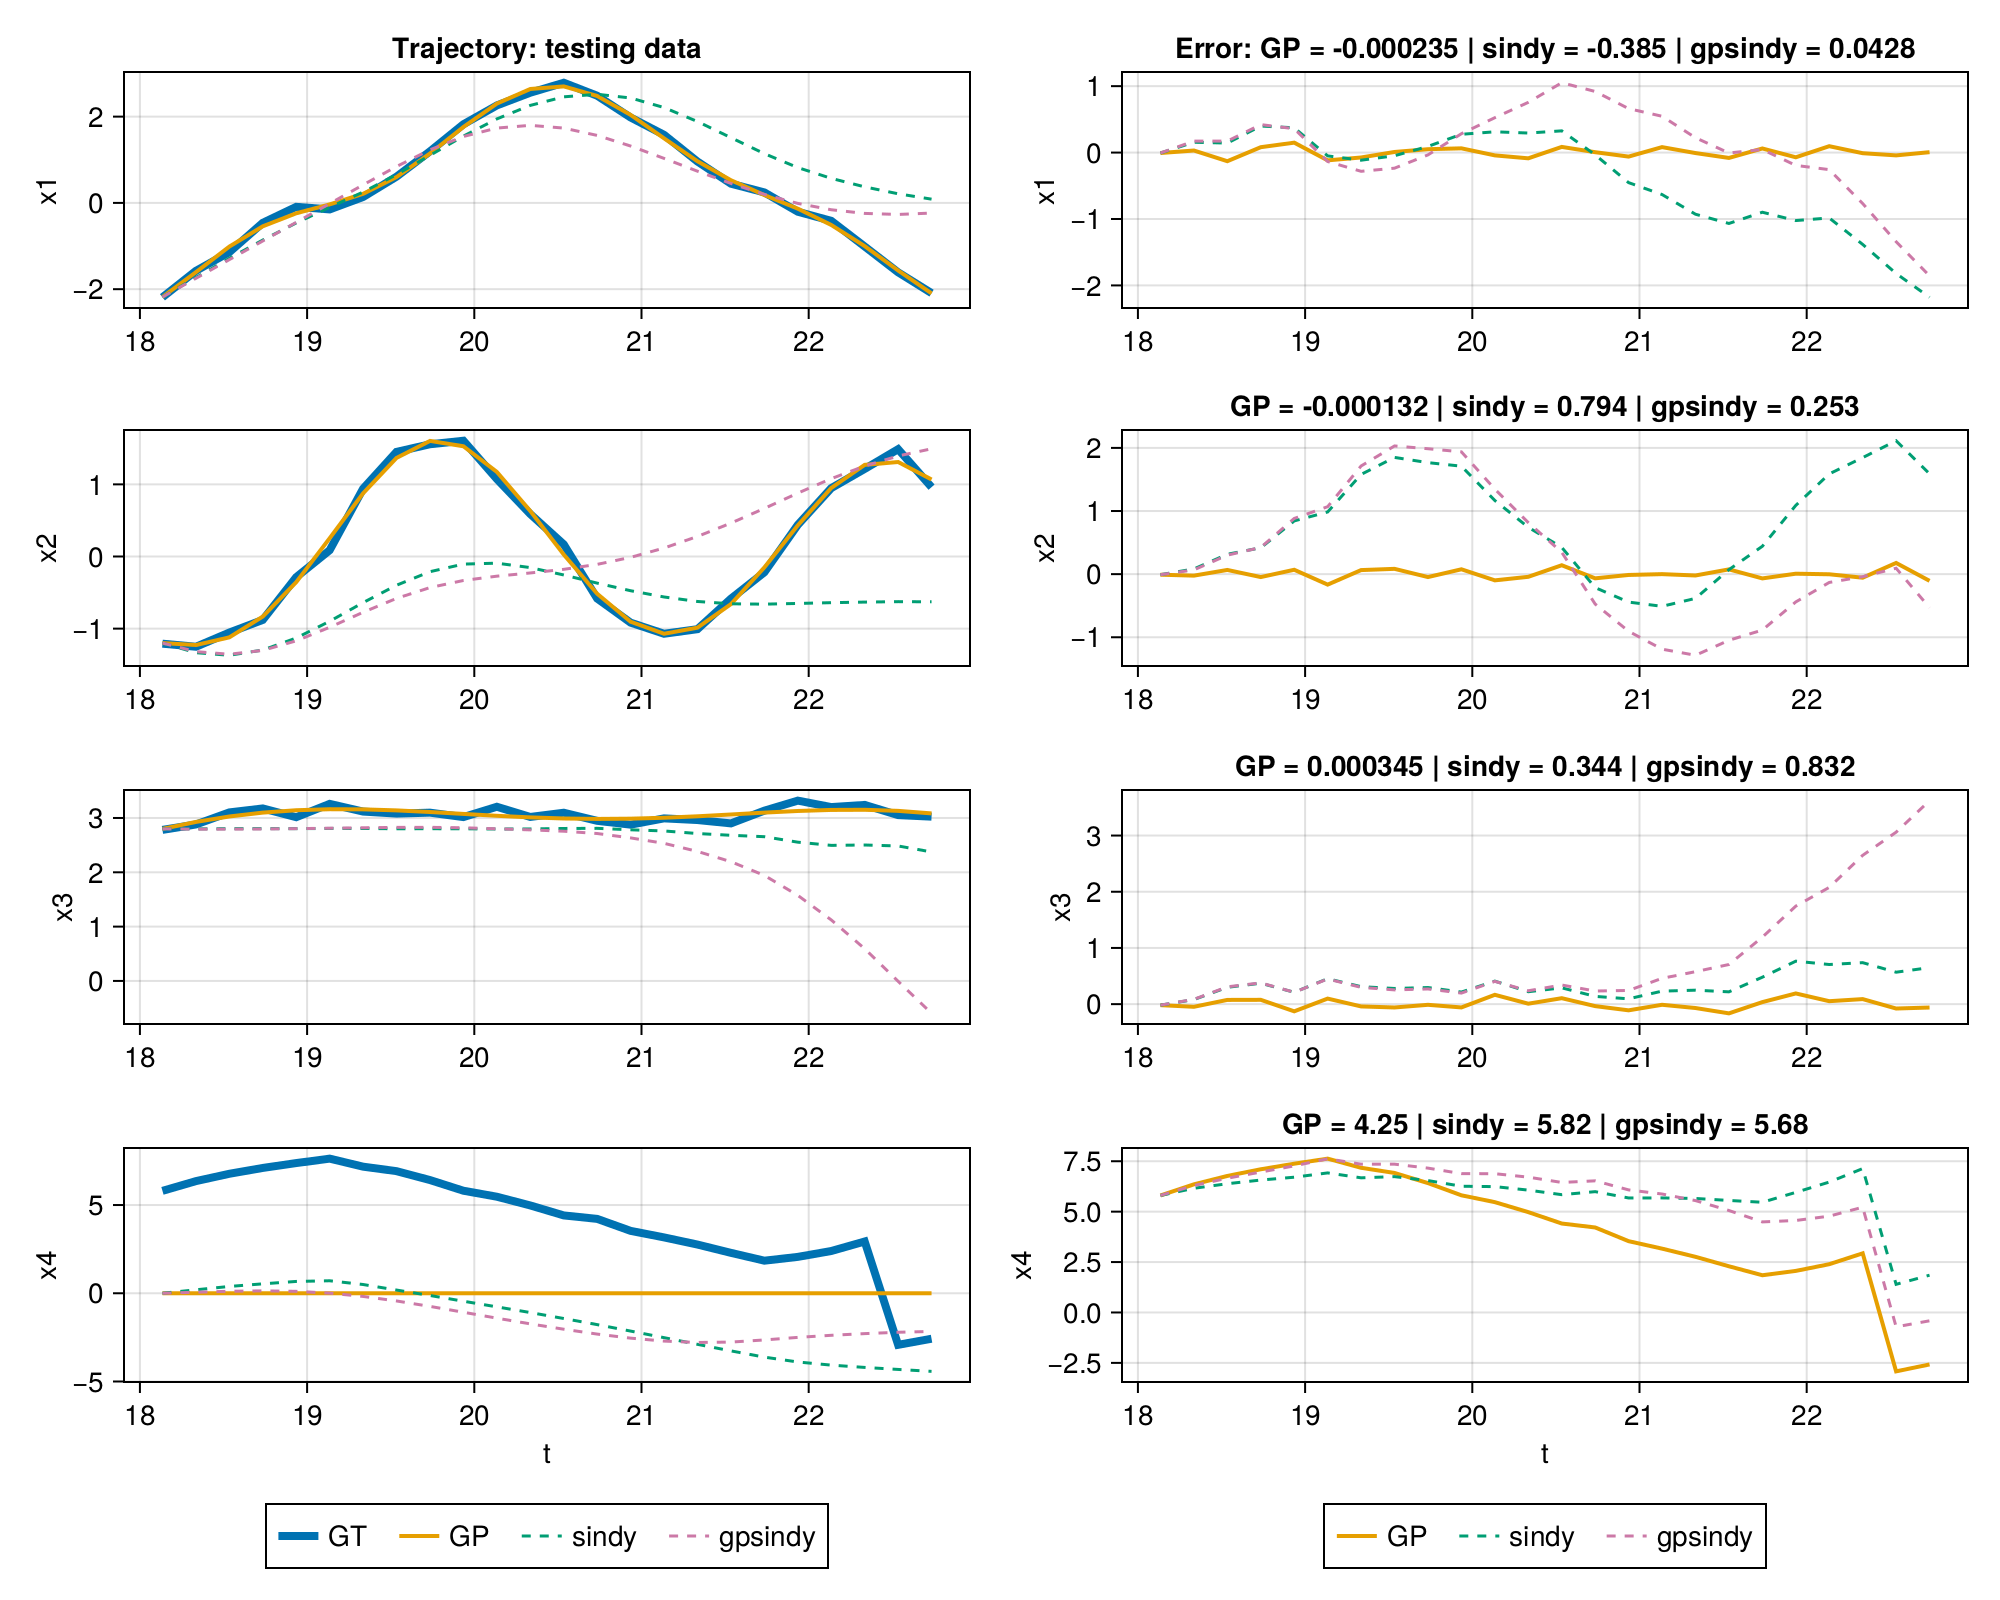 Trajectory: testing data
x1
2
0
−2
18 19 20 21 22
Error: GP = -0.000235 | sindy = -0.385 | gpsindy = 0.0428
x1
1
0
−1
−2
18 19 20 21 22
x2
1
0
−1
18 19 20 21 22
GP = -0.000132 | sindy = 0.794 | gpsindy = 0.253
x2
2
1
0
−1
18 19 20 21 22
x3
3
2
1
0
18 19 20 21 22
GP = 0.000345 | sindy = 0.344 | gpsindy = 0.832
x3
3
2
1
0
18 19 20 21 22
x4
5
0
−5
18 19 20 21 22
t
GP = 4.25 | sindy = 5.82 | gpsindy = 5.68
x4
7.5
5.0
2.5
0.0
−2.5
18 19 20 21 22
t
GT GP sindy gpsindy
GP sindy gpsindy